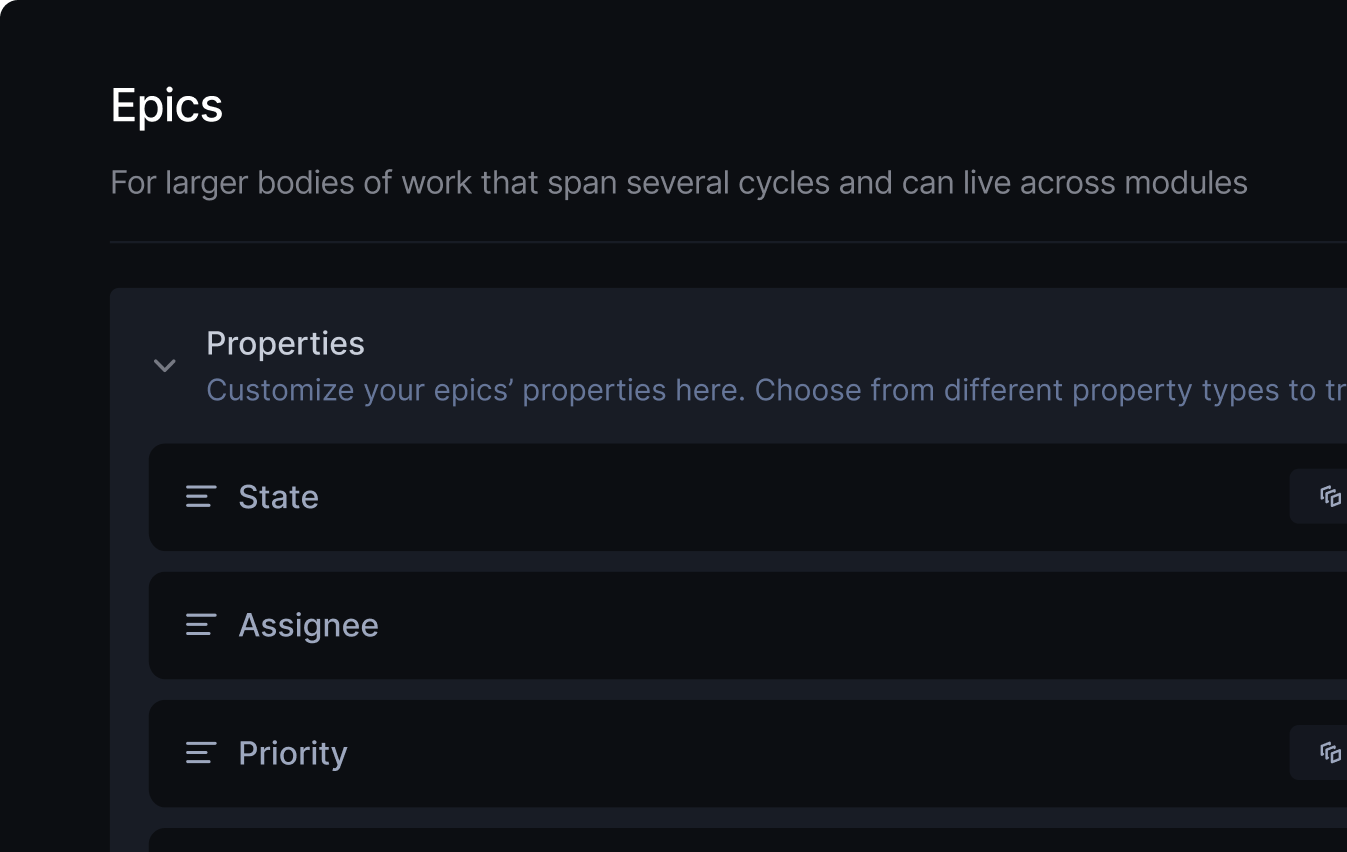 Epics
For larger bodies of work that span several cycles and can live across modules
Properties
Customize your epics’ properties here. Choose from different property types to
State
Assignee
Priority